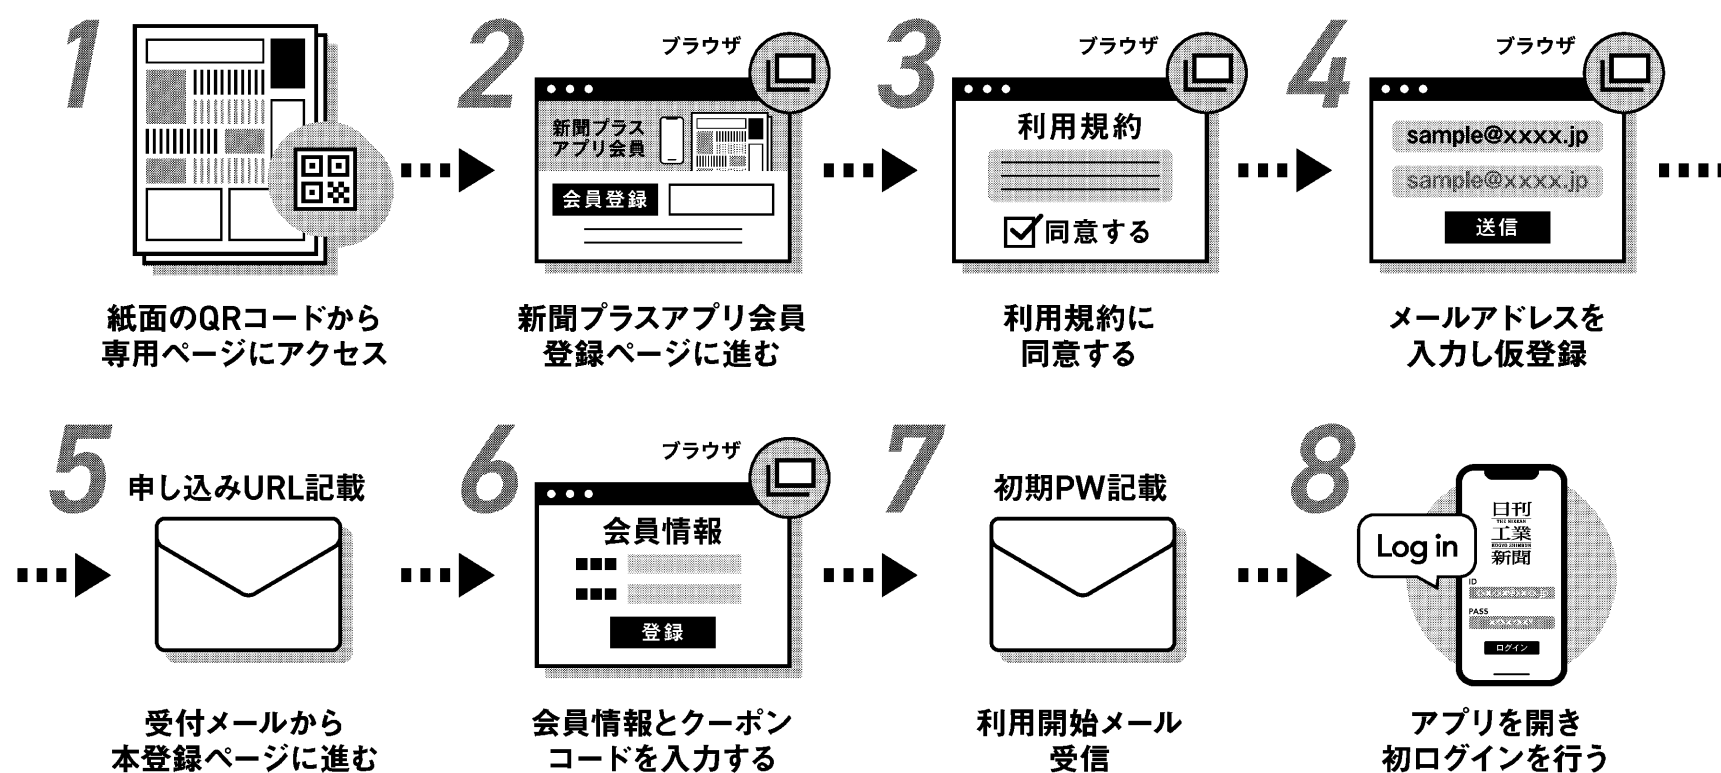 1
紙面のQRコードから
専用ページにアクセス
2
ブラウザ
新聞プラス
アプリ会員
会員登録
新聞プラスアプリ会員
登録ページに進む
3
ブラウザ
利用規約
同意する
利用規約に
同意する
4
ブラウザ
sample@xxxx.jp
sample@xxxx.jp
送信
メールアドレスを
入力し仮登録
5
申し込みURL記載
受付メールから
本登録ページに進む
6
ブラウザ
会員情報
登録
会員情報とクーポン
コードを入力する
7
初期PW記載
利用開始メール
受信
8
Log in
日刊
工業
新聞
ID
PASS
ログイン
アプリを開き
初ログインを行う